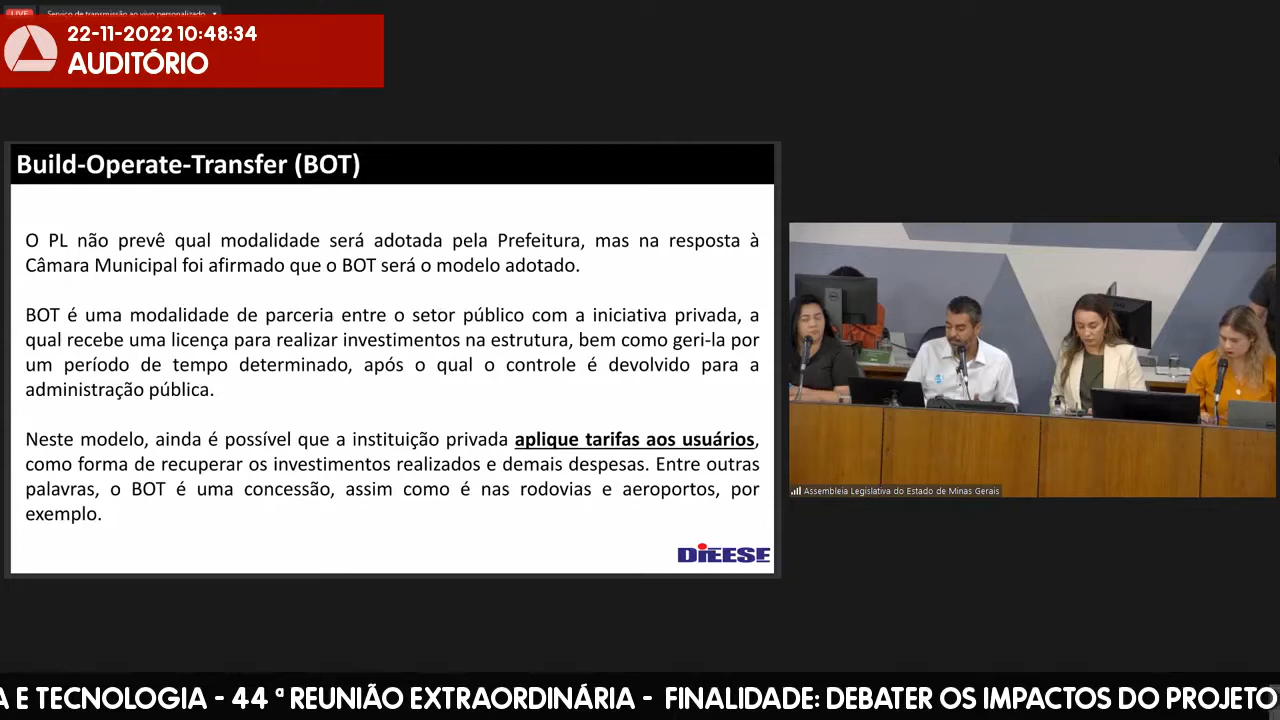 LIVE Serviço de transmissão ao vivo personalizado
22-11-2022 10:48:34
AUDITÓRIO
Build-Operate-Transfer (BOT)
O PL não prevê qual modalidade será adotada pela Prefeitura, mas na resposta à
Câmara Municipal foi afirmado que o BOT será o modelo adotado.
BOT é uma modalidade de parceria entre o setor público com a iniciativa privada, a
qual recebe uma licença para realizar investimentos na estrutura, bem como geri-la por
um período de tempo determinado, após o qual o controle é devolvido para a
administração pública.
Neste modelo, ainda é possível que a instituição privada aplique tarifas aos usuários,
como forma de recuperar os investimentos realizados e demais despesas. Entre outras
palavras, o BOT é uma concessão, assim como é nas rodovias e aeroportos, por
exemplo.
DIEESE
Assembleia Legislativa do Estado de Minas Gerais
A E TECNOLOGIA - 44 ª REUNIÃO EXTRAORDINÁRIA - FINALIDADE: DEBATER OS IMPACTOS DO PROJETO